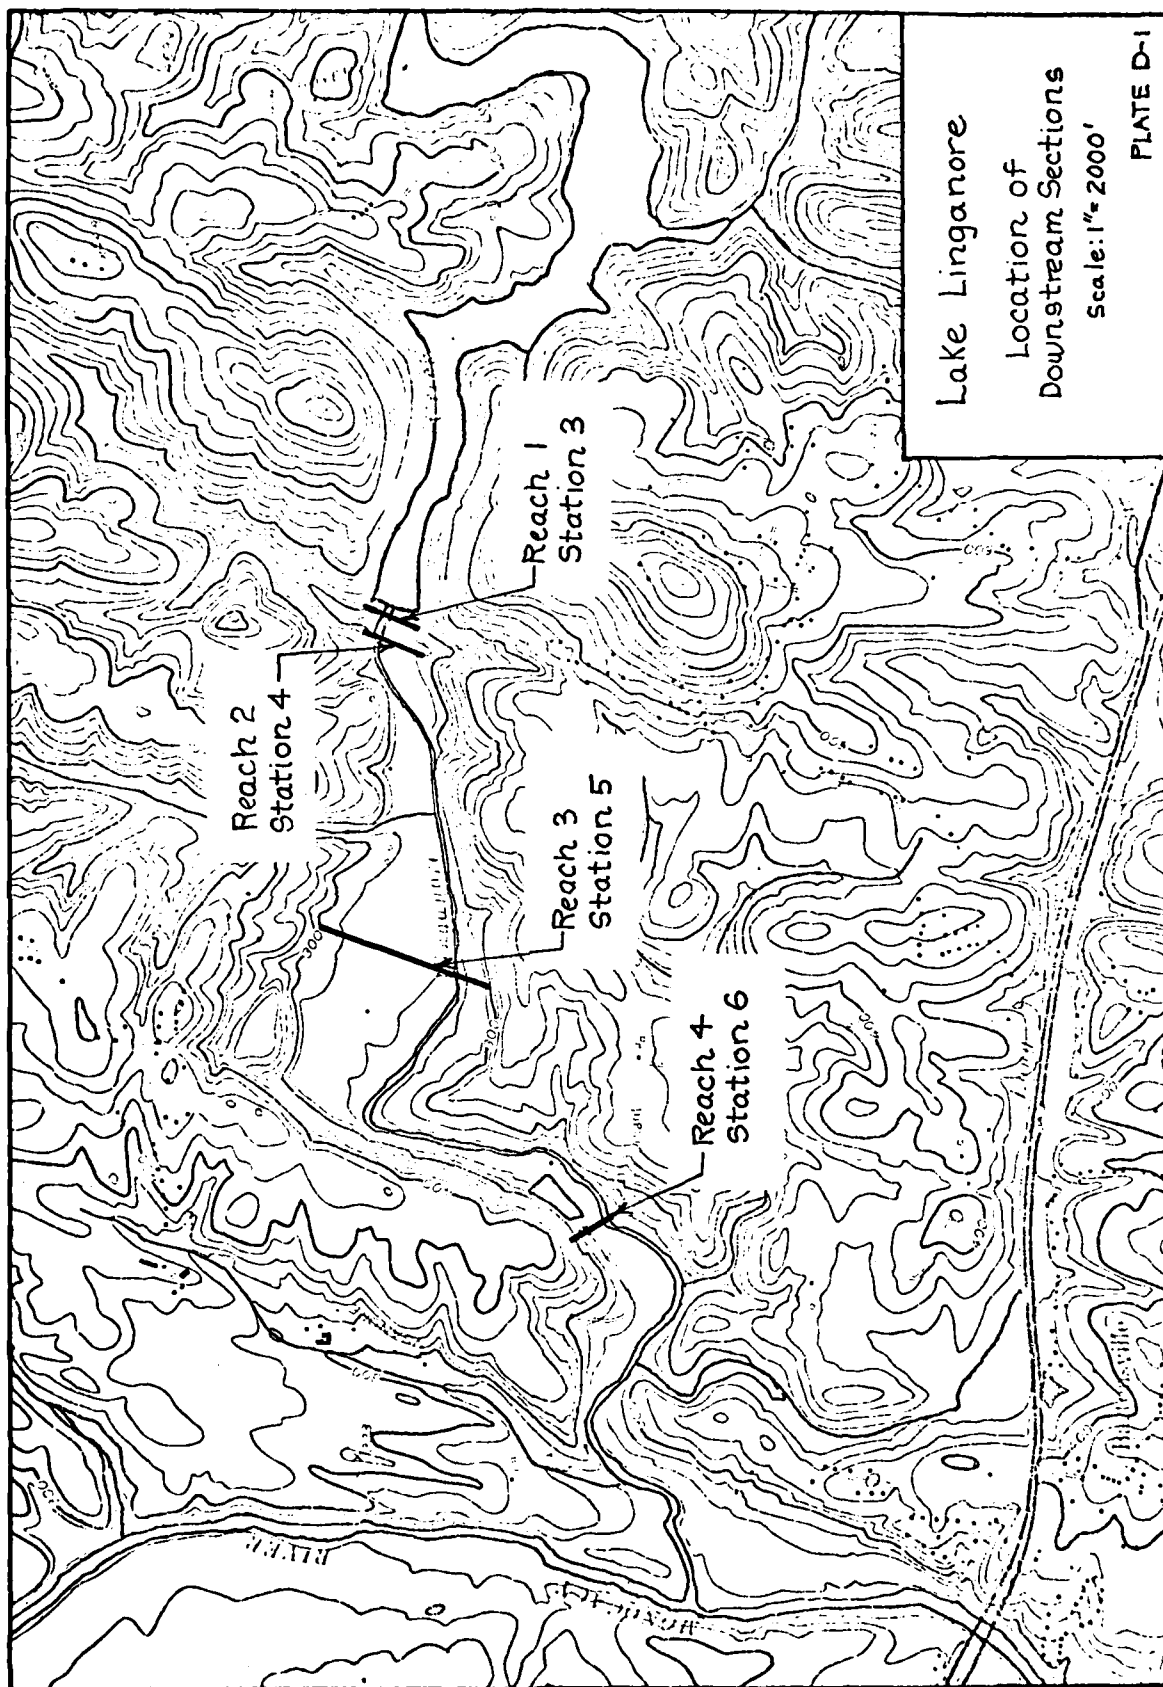 Lake Linganore
Location of
Downstream Sections
Scale: 1"= 2000'
PLATE D-1
Reach 1
Station 3
Reach 2
Station 4
Reach 3
Station 5
Reach 4
Station 6
300
RIVER